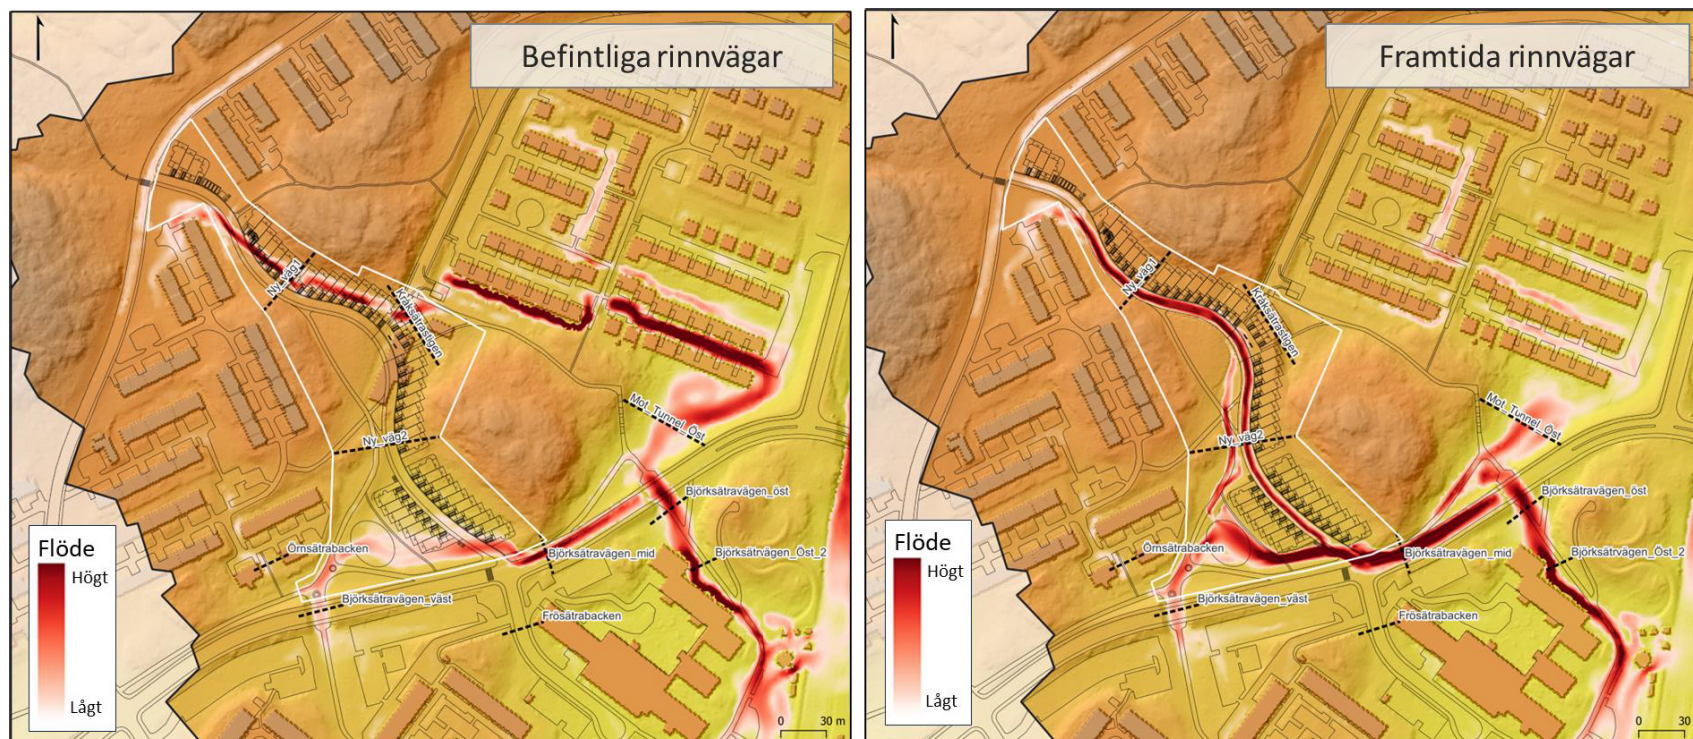 Befintliga rinnvägar
Ny_väg1
Kråksätrastigen
Mot_Tunnel_Öst
Ny_väg2
Björksätravägen_öst
Örnsätrabacken
Björksätravägen_mid
Björksätrvägen_Öst_2
Björksätravägen_väst
Frösätrabacken
Flöde
Högt
Lågt
0 30 m
Framtida rinnvägar
Ny_väg1
Kråksätrastigen
Mot_Tunnel_Öst
Ny_väg2
Björksätravägen_öst
Örnsätrabacken
Björksätravägen_mid
Björksätrvägen_Öst_2
Björksätravägen_väst
Frösätrabacken
Flöde
Högt
Lågt
0 30